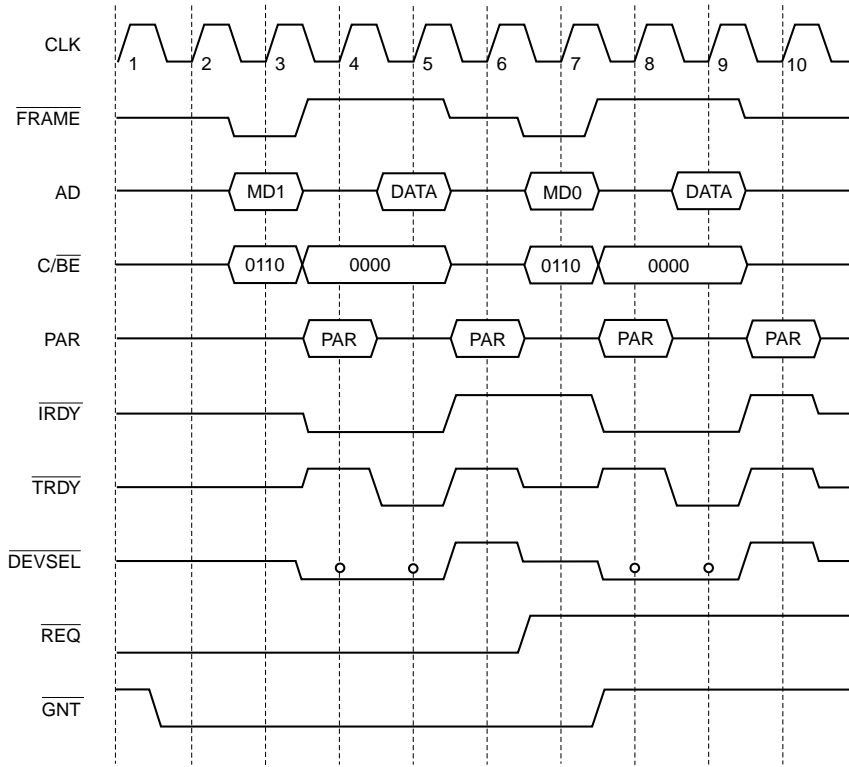 CLK
1 2 3 4 5 6 7 8 9 10
FRAME
AD
MD1 DATA MD0 DATA
C/BE
0110 0000 0110 0000
PAR
PAR PAR PAR PAR
IRDY
TRDY
DEVSEL
REQ
GNT